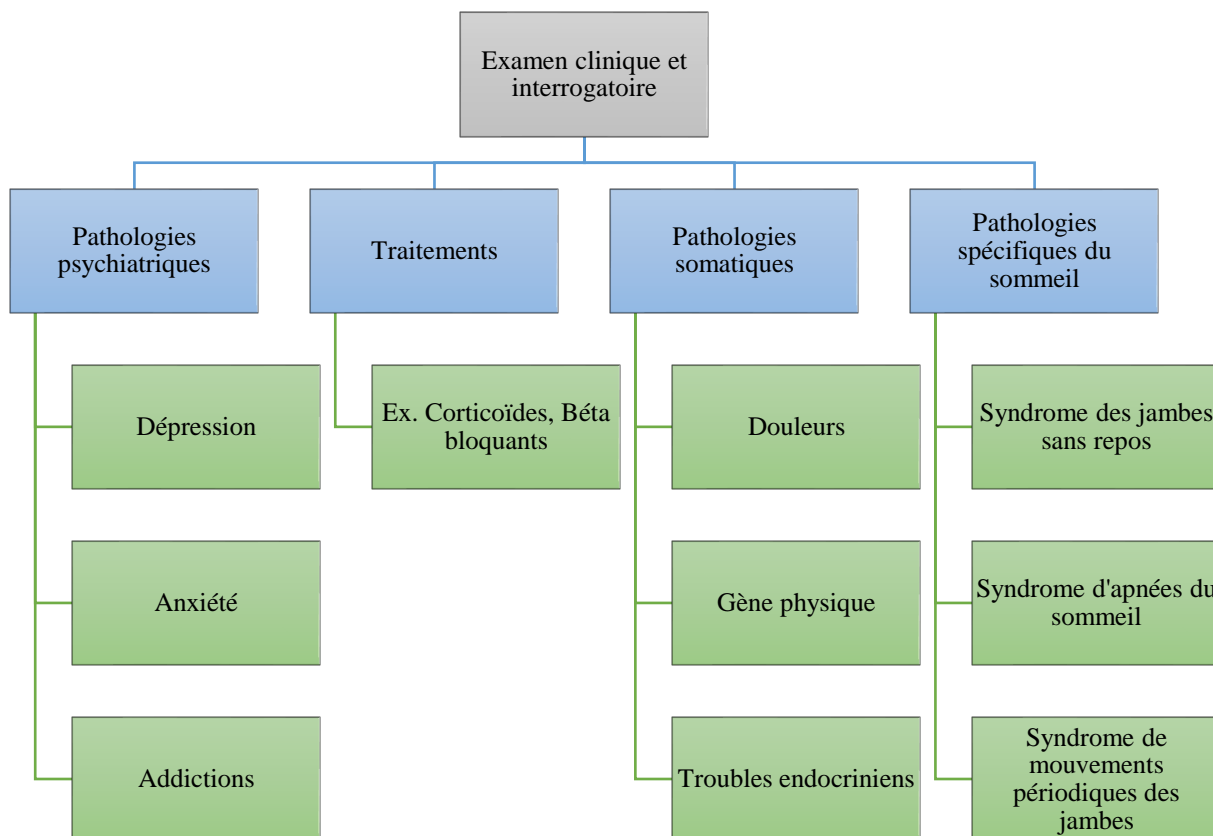 Examen clinique et
interrogatoire
Pathologies
psychiatriques
Traitements
Pathologies
somatiques
Pathologies
spécifiques du
sommeil
Dépression
Ex. Corticoïdes, Béta
bloquants
Douleurs
Syndrome des jambes
sans repos
Anxiété
Gène physique
Syndrome d'apnées du
sommeil
Addictions
Troubles endocriniens
Syndrome de
mouvements
périodiques des
jambes